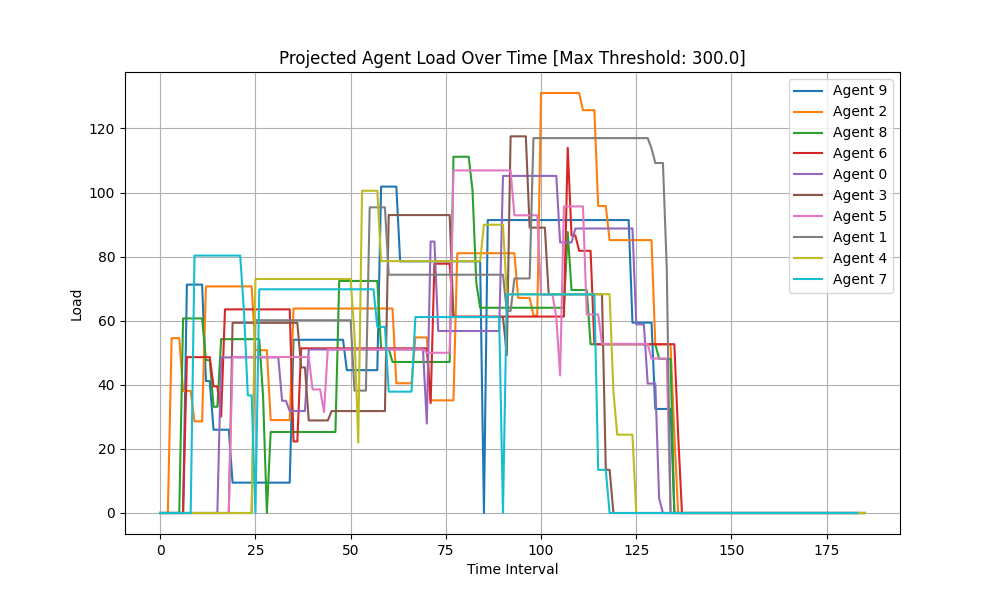 Projected Agent Load Over Time [Max Threshold: 300.0]
Load
120
100
80
60
40
20
0
0 25 50 75 100 125 150 175
Time Interval
Agent 9
Agent 2
Agent 8
Agent 6
Agent 0
Agent 3
Agent 5
Agent 1
Agent 4
Agent 7